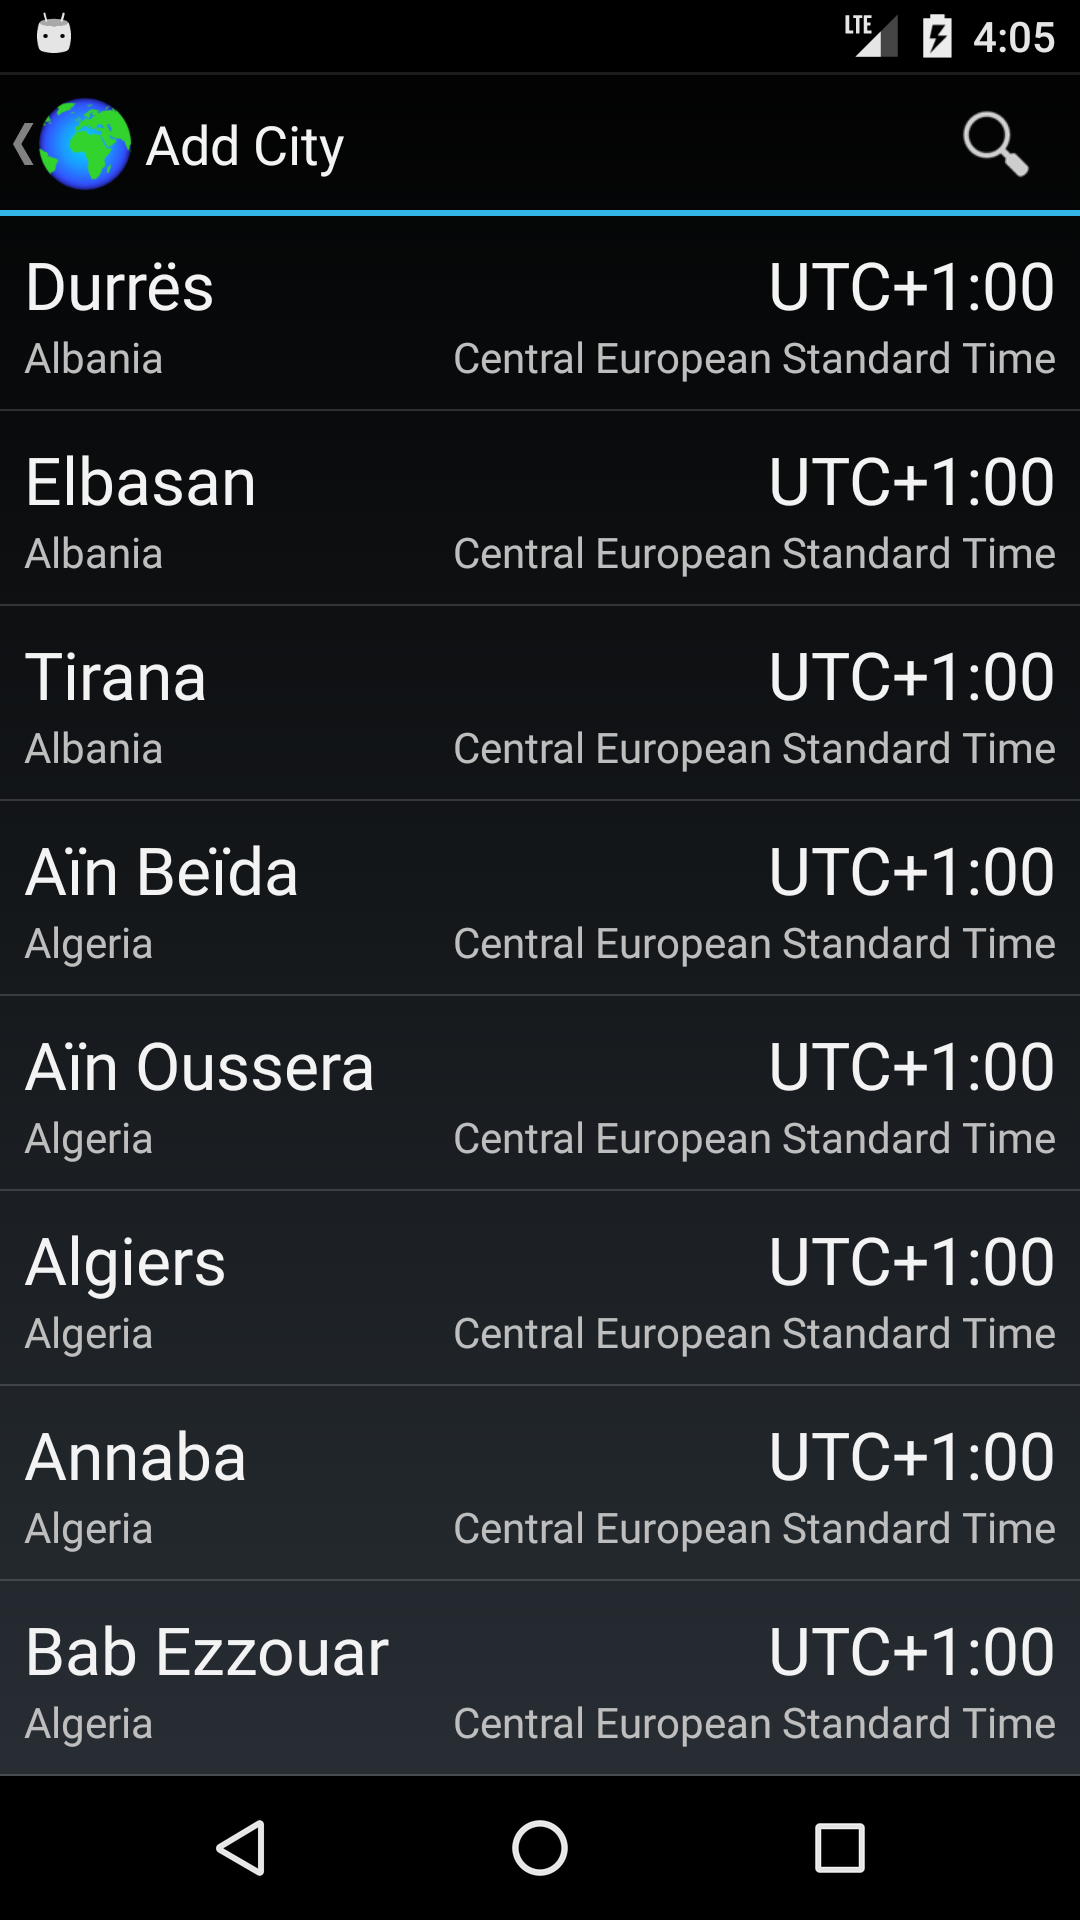 LTE 4:05
Add City
Durrës UTC+1:00
Albania Central European Standard Time
Elbasan UTC+1:00
Albania Central European Standard Time
Tirana UTC+1:00
Albania Central European Standard Time
Aïn Beïda UTC+1:00
Algeria Central European Standard Time
Aïn Oussera UTC+1:00
Algeria Central European Standard Time
Algiers UTC+1:00
Algeria Central European Standard Time
Annaba UTC+1:00
Algeria Central European Standard Time
Bab Ezzouar UTC+1:00
Algeria Central European Standard Time